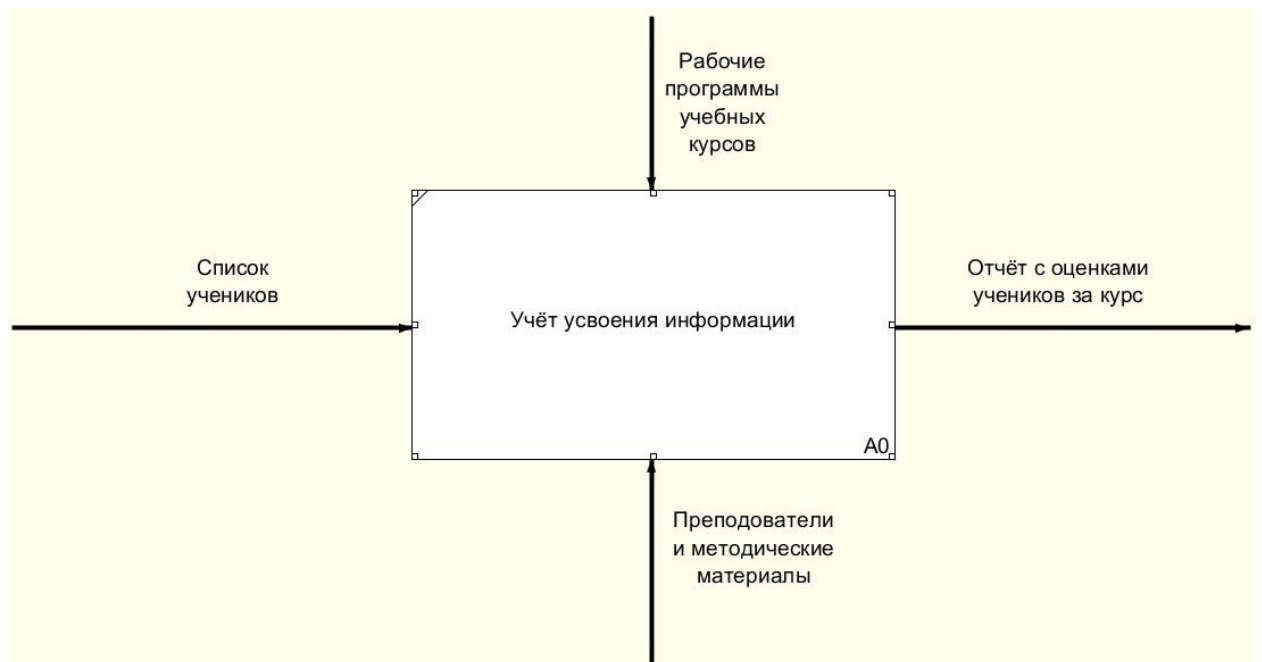 Рабочие
программы
учебных
курсов
Список
учеников
Учёт усвоения информации
Отчёт с оценками
учеников за курс
A0
Преподователи
и методические
материалы